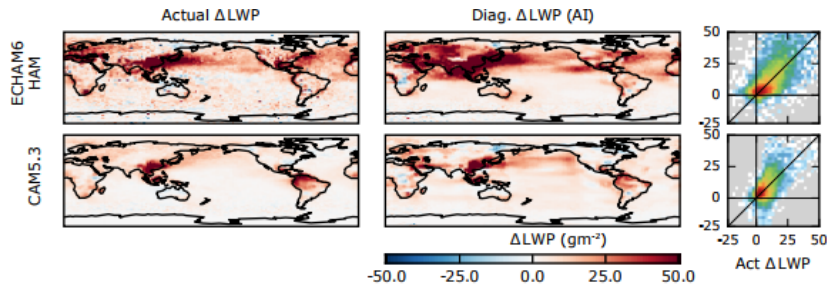 Actual ΔLWP
Diag. ΔLWP (AI)
ECHAM6
HAM
50
25
0
-25
CAM5.3
50
25
0
-25
-25 0 25 50
Act ΔLWP
ΔLWP (gm⁻²)
-50.0 -25.0 0.0 25.0 50.0